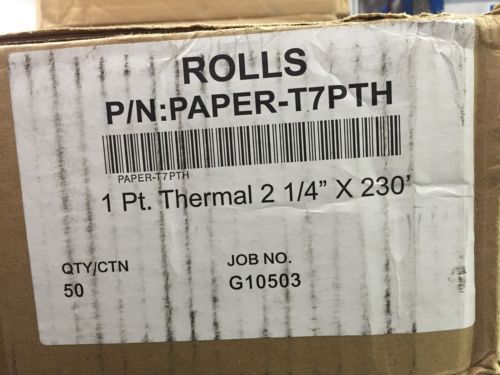 ROLLS
P/N:PAPER-T7PTH
PAPER-T7PTH
1 Pt. Thermal 2 1/4" X 230'
QTY/CTN JOB NO.
50 G10503